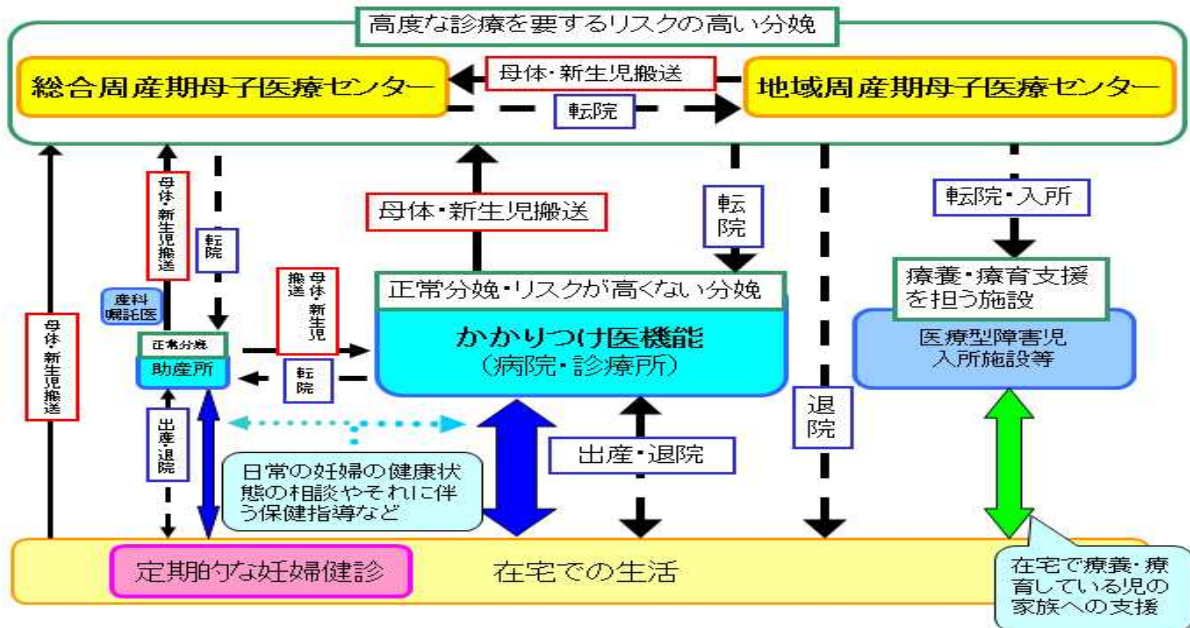 高度な診療を要するリスクの高い分娩
総合周産期母子医療センター
母体・新生児搬送
転院
地域周産期母子医療センター
母体・新生児搬送
母体・新生児搬送
転院
母体・新生児搬送
転院
転院・入所
産科
嘱託医
正常分娩
助産所
母体・新生児
搬送
転院
正常分娩・リスクが高くない分娩
かかりつけ医機能
(病院・診療所)
療養・療育支援
を担う施設
医療型障害児
入所施設等
出産・退院
日常の妊婦の健康状
態の相談やそれに伴
う保健指導など
出産・退院
退院
定期的な妊婦健診
在宅での生活
在宅で療養・療
育している児の
家族への支援